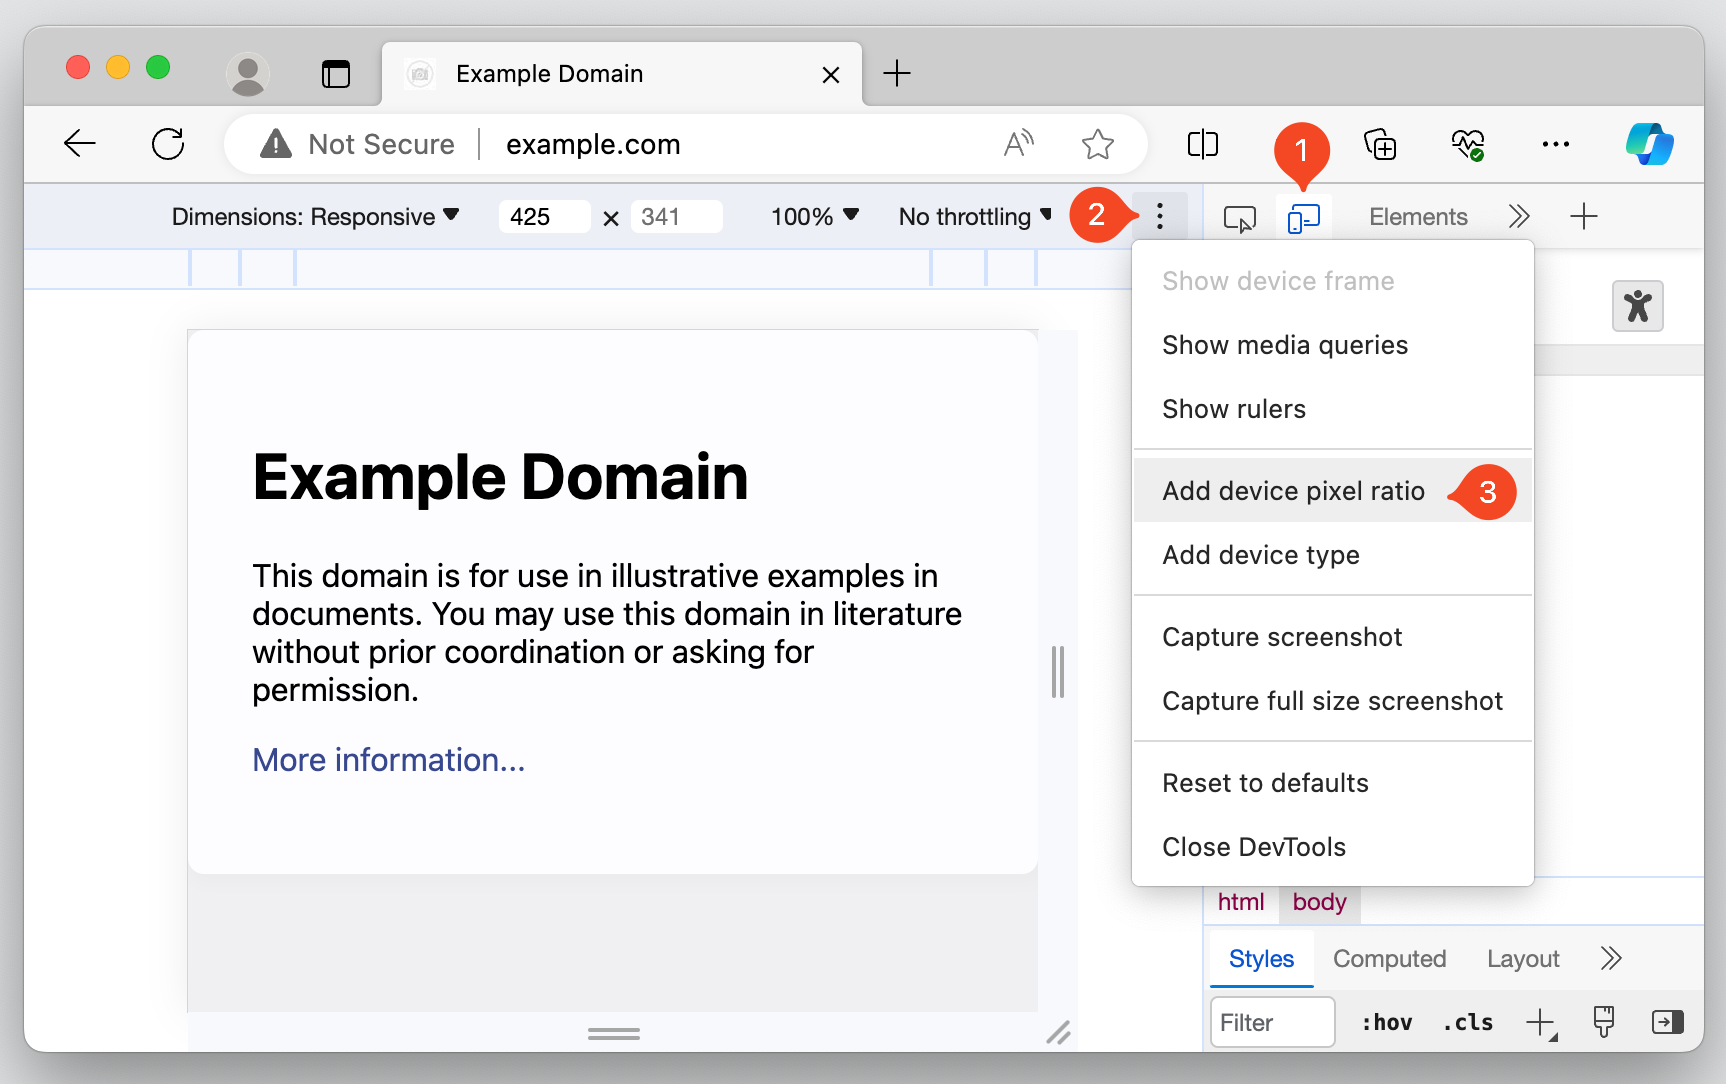 Example Domain
Not Secure
example.com
1
Dimensions: Responsive 425 × 341 100% No throttling
2
Elements
Show device frame
Show media queries
Show rulers
Add device pixel ratio
3
Add device type
Capture screenshot
Capture full size screenshot
Reset to defaults
Close DevTools
Example Domain
This domain is for use in illustrative examples in
documents. You may use this domain in literature
without prior coordination or asking for
permission.
More information...
html body
Styles Computed Layout
Filter :hov .cls